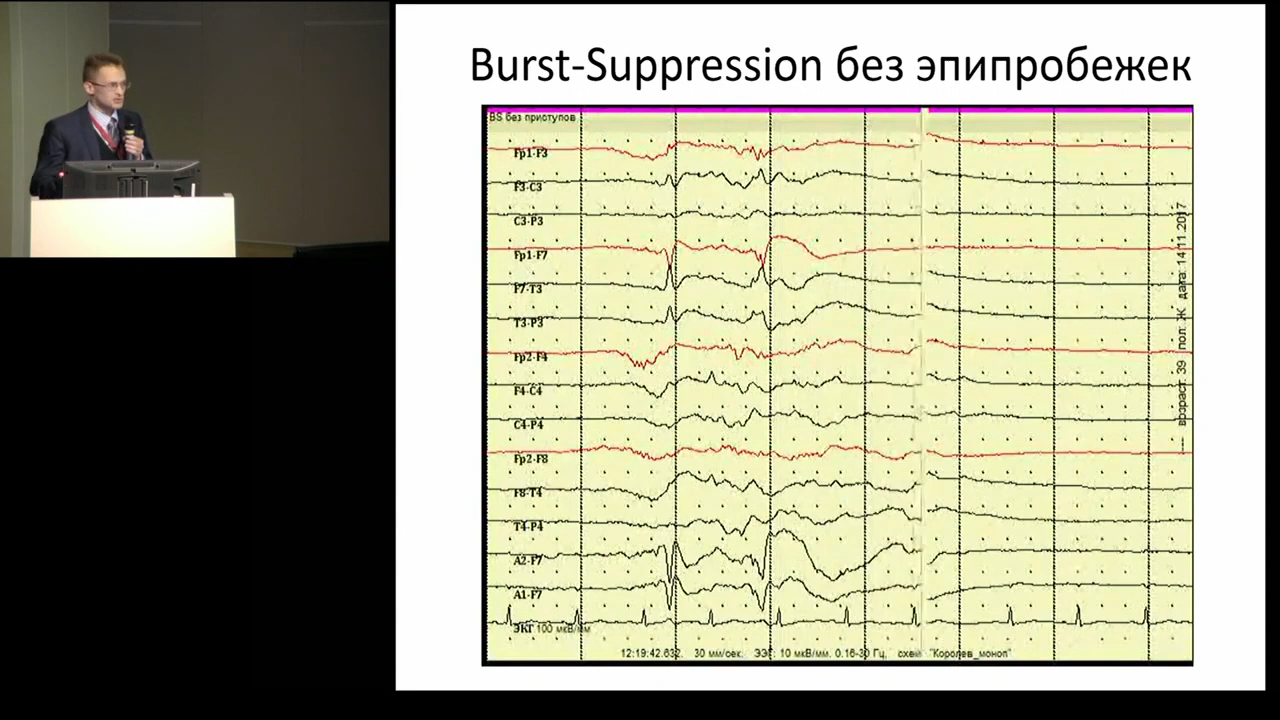 Burst-Suppression без эпипробежек
BS без приступов
Fp1-F3
F3-C3
C3-P3
Fp1-F7
F7-T3
T3-P3
Fp2-F4
F4-C4
C4-P4
Fp2-F8
F8-T4
T4-P4
A2-F7
A1-F7
ЭКГ 100 мкВ/мм
12:19:42.632. 30 мм/сек. ЭЭГ: 10 мкВ/мм. 0.16-30 Гц. схем "Королев_моноп"
возраст: 39 пол: Ж дата: 14.11.2017